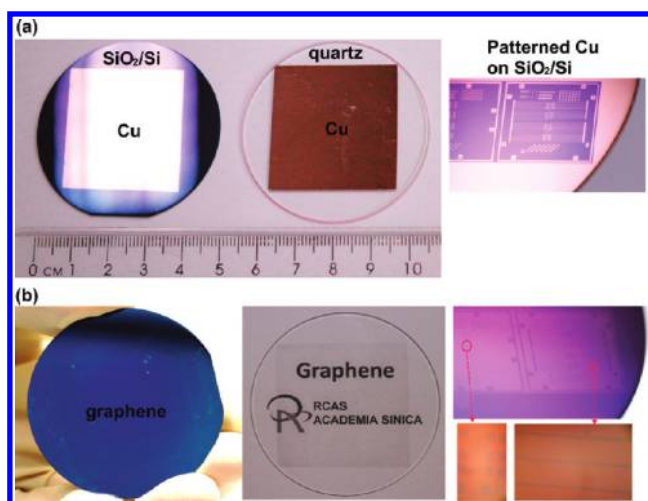 (a)
SiO₂/Si
quartz
Patterned Cu
on SiO₂/Si
Cu
Cu
0 CM 1 2 3 4 5 6 7 8 9 10
(b)
graphene
Graphene
RCAS
ACADEMIA SINICA